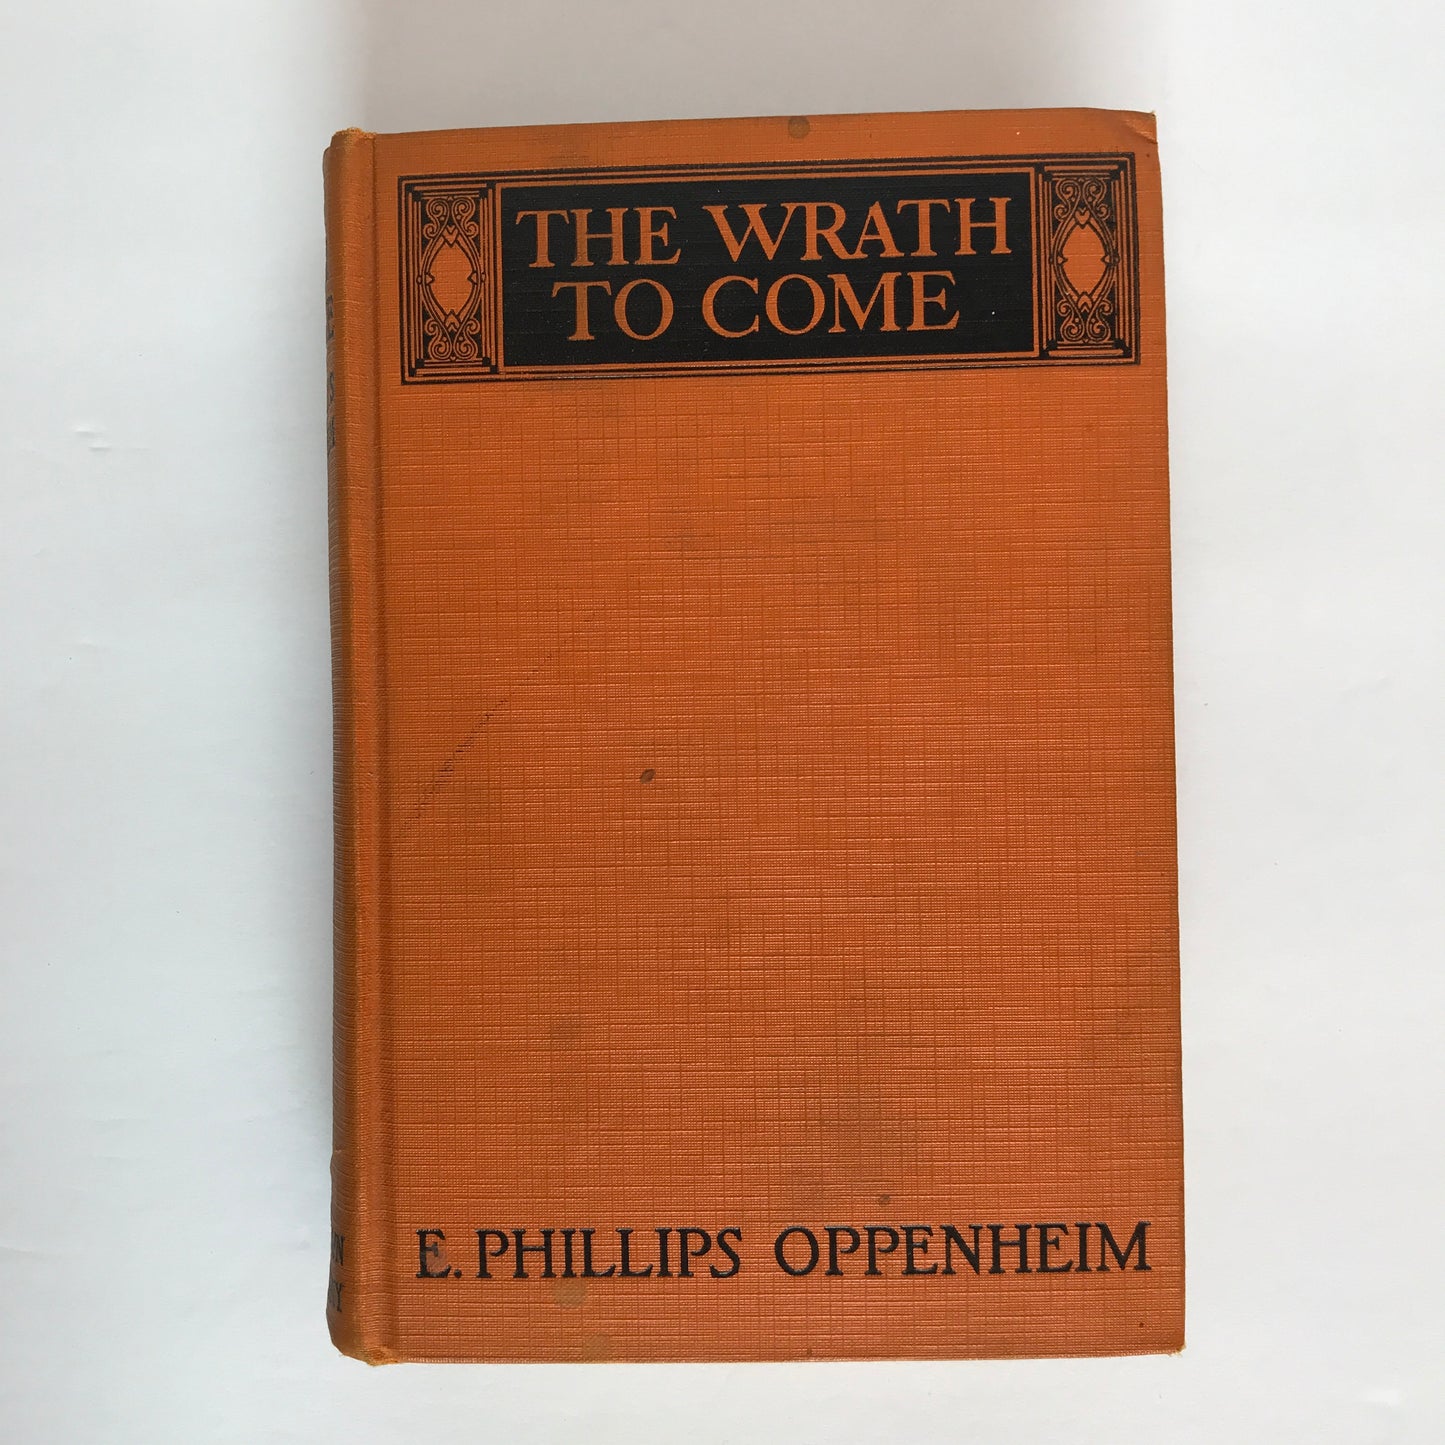 THE WRATH
TO COME
E. PHILLIPS OPPENHEIM